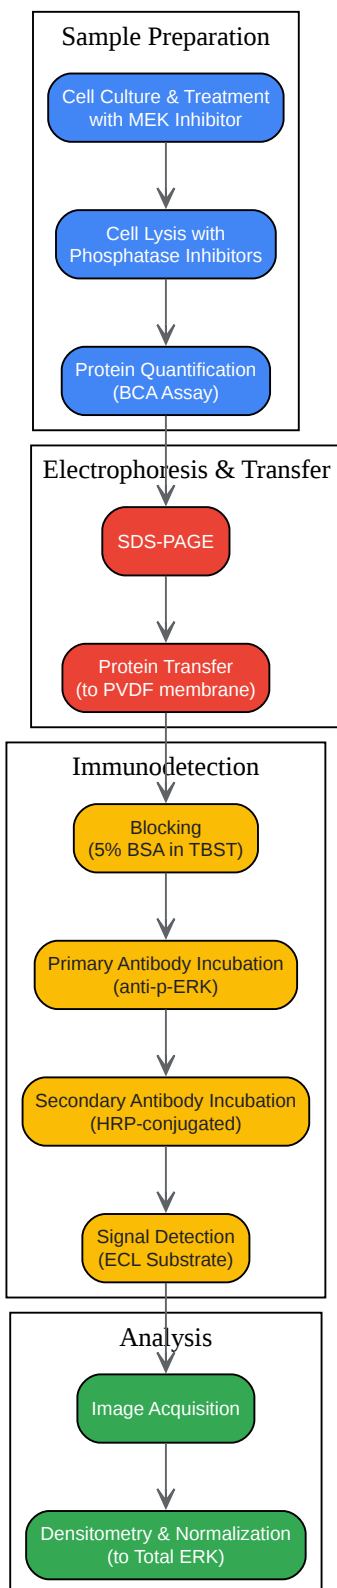 Sample Preparation
Cell Culture & Treatment
with MEK Inhibitor
Cell Lysis with
Phosphatase Inhibitors
Protein Quantification
(BCA Assay)
Electrophoresis & Transfer
SDS-PAGE
Protein Transfer
(to PVDF membrane)
Immunodetection
Blocking
(5% BSA in TBST)
Primary Antibody Incubation
(anti-p-ERK)
Secondary Antibody Incubation
(HRP-conjugated)
Signal Detection
(ECL Substrate)
Analysis
Image Acquisition
Densitometry & Normalization
(to Total ERK)